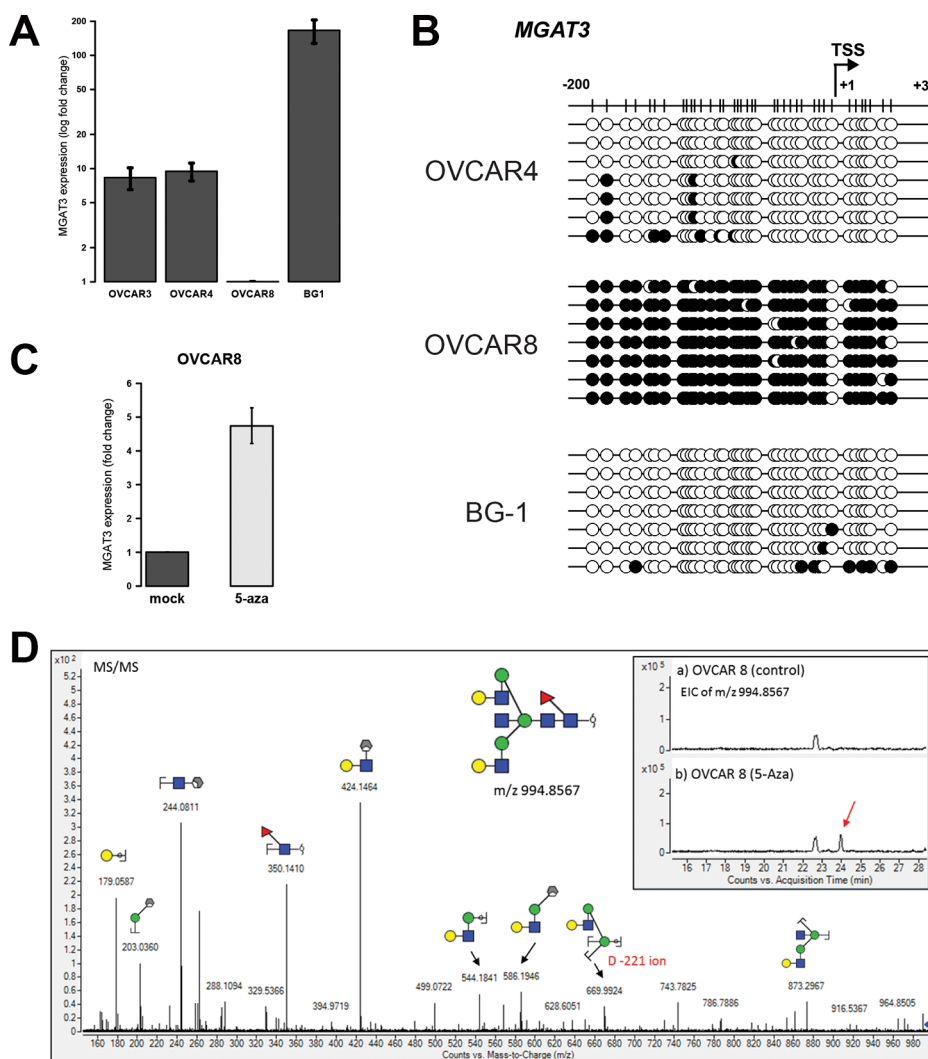 A
MGAT3 expression (log fold change)
200
100
50
20
10
5
2
1
OVCAR3 OVCAR4 OVCAR8 BG1
B
MGAT3
TSS
-200 +1 +3
OVCAR4
OVCAR8
BG-1
C
OVCAR8
MGAT3 expression (fold change)
6
5
4
3
2
1
0
mock 5-aza
D
x10 2
MS/MS
5.2
4.8
4.6
4.4
4.2
4
3.8
3.6
3.4
3.2
3
2.8
2.6
2.4
2.2
2
1.8
1.6
1.4
1.2
1
0.8
0.6
0.4
0.2
0
179.0587
203.0360
244.0811
288.1094
329.5366
350.1410
394.9719
424.1464
499.0722
544.1841
586.1946
628.6051
669.9924
D -221 ion
743.7825
786.7886
873.2967
916.5367
964.8505
m/z 994.8567
160 180 200 220 240 260 280 300 320 340 360 380 400 420 440 460 480 500 520 540 560 580 600 620 640 660 680 700 720 740 760 780 800 820 840 860 880 900 920 940 960 980
Counts vs. Mass-to-Charge (m/z)
x10 5
a) OVCAR 8 (control)
EIC of m/z 994.8567
2
1
0
x10 5
b) OVCAR 8 (5-Aza)
2
1
0
16 17 18 19 20 21 22 23 24 25 26 27 28
Counts vs. Acquisition Time (min)